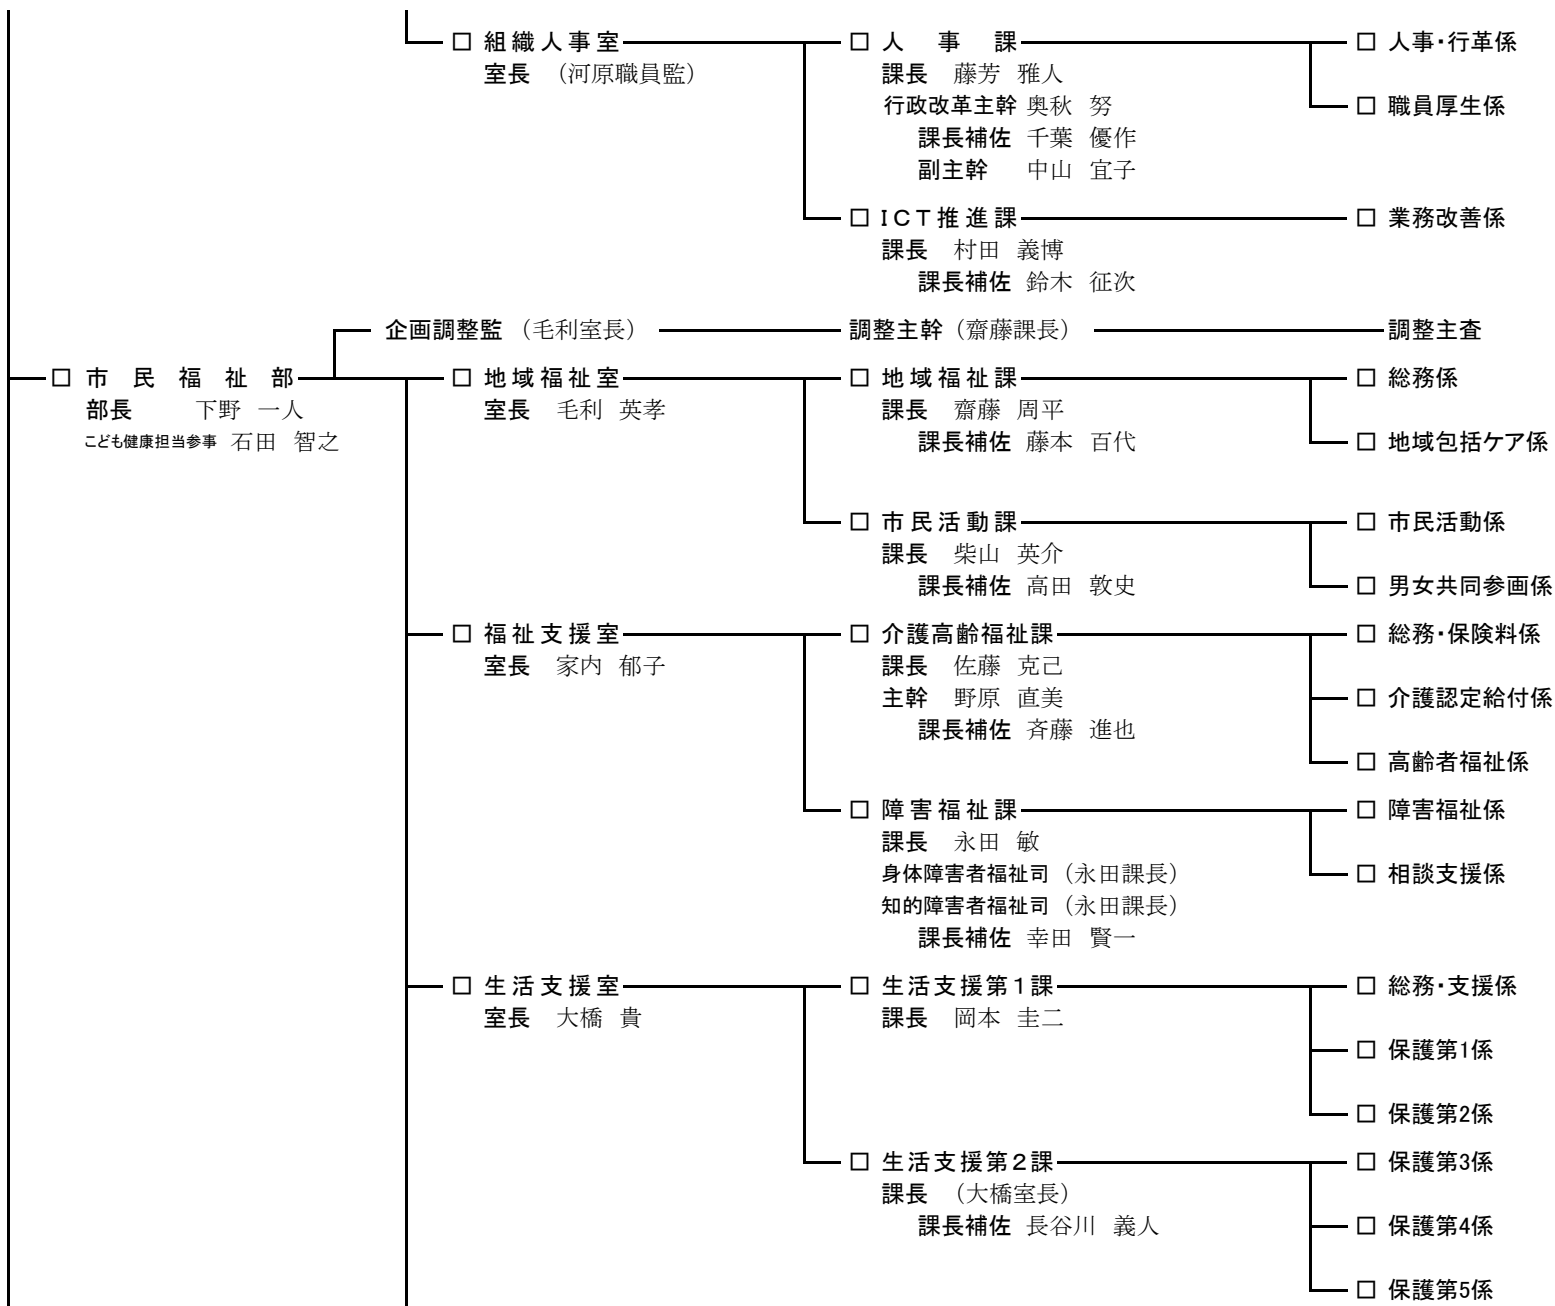 □ 組織人事室 □ 人事課 □ 人事・行革係
室長 （河原職員監） 課長 藤芳 雅人
行政改革主幹 奥秋 努 □ 職員厚生係
課長補佐 千葉 優作
副主幹 中山 宜子
□ ICT推進課 □ 業務改善係
課長 村田 義博
課長補佐 鈴木 征次
企画調整監 （毛利室長） 調整主幹（齋藤課長） 調整主査
□ 市民福祉部 □ 地域福祉室 □ 地域福祉課 □ 総務係
部長 下野 一人 室長 毛利 英孝 課長 齋藤 周平
こども健康担当参事 石田 智之 課長補佐 藤本 百代 □ 地域包括ケア係
□ 市民活動課 □ 市民活動係
課長 柴山 英介
課長補佐 高田 敦史 □ 男女共同参画係
□ 福祉支援室 □ 介護高齢福祉課 □ 総務・保険料係
室長 家内 郁子 課長 佐藤 克己
主幹 野原 直美 □ 介護認定給付係
課長補佐 斉藤 進也
□ 高齢者福祉係
□ 障害福祉課 □ 障害福祉係
課長 永田 敏
身体障害者福祉司 （永田課長） □ 相談支援係
知的障害者福祉司 （永田課長）
課長補佐 幸田 賢一
□ 生活支援室 □ 生活支援第1課 □ 総務・支援係
室長 大橋 貴 課長 岡本 圭二
□ 保護第1係
□ 保護第2係
□ 生活支援第2課 □ 保護第3係
課長 （大橋室長）
課長補佐 長谷川 義人 □ 保護第4係
□ 保護第5係